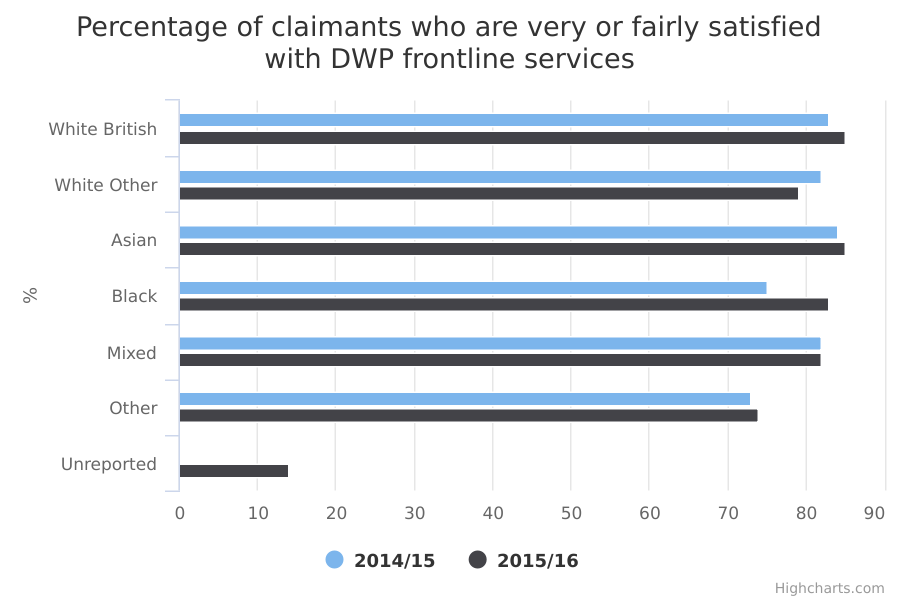 Percentage of claimants who are very or fairly satisfied
with DWP frontline services
%
White British
White Other
Asian
Black
Mixed
Other
Unreported
0 10 20 30 40 50 60 70 80 90
2014/15 2015/16
Highcharts.com